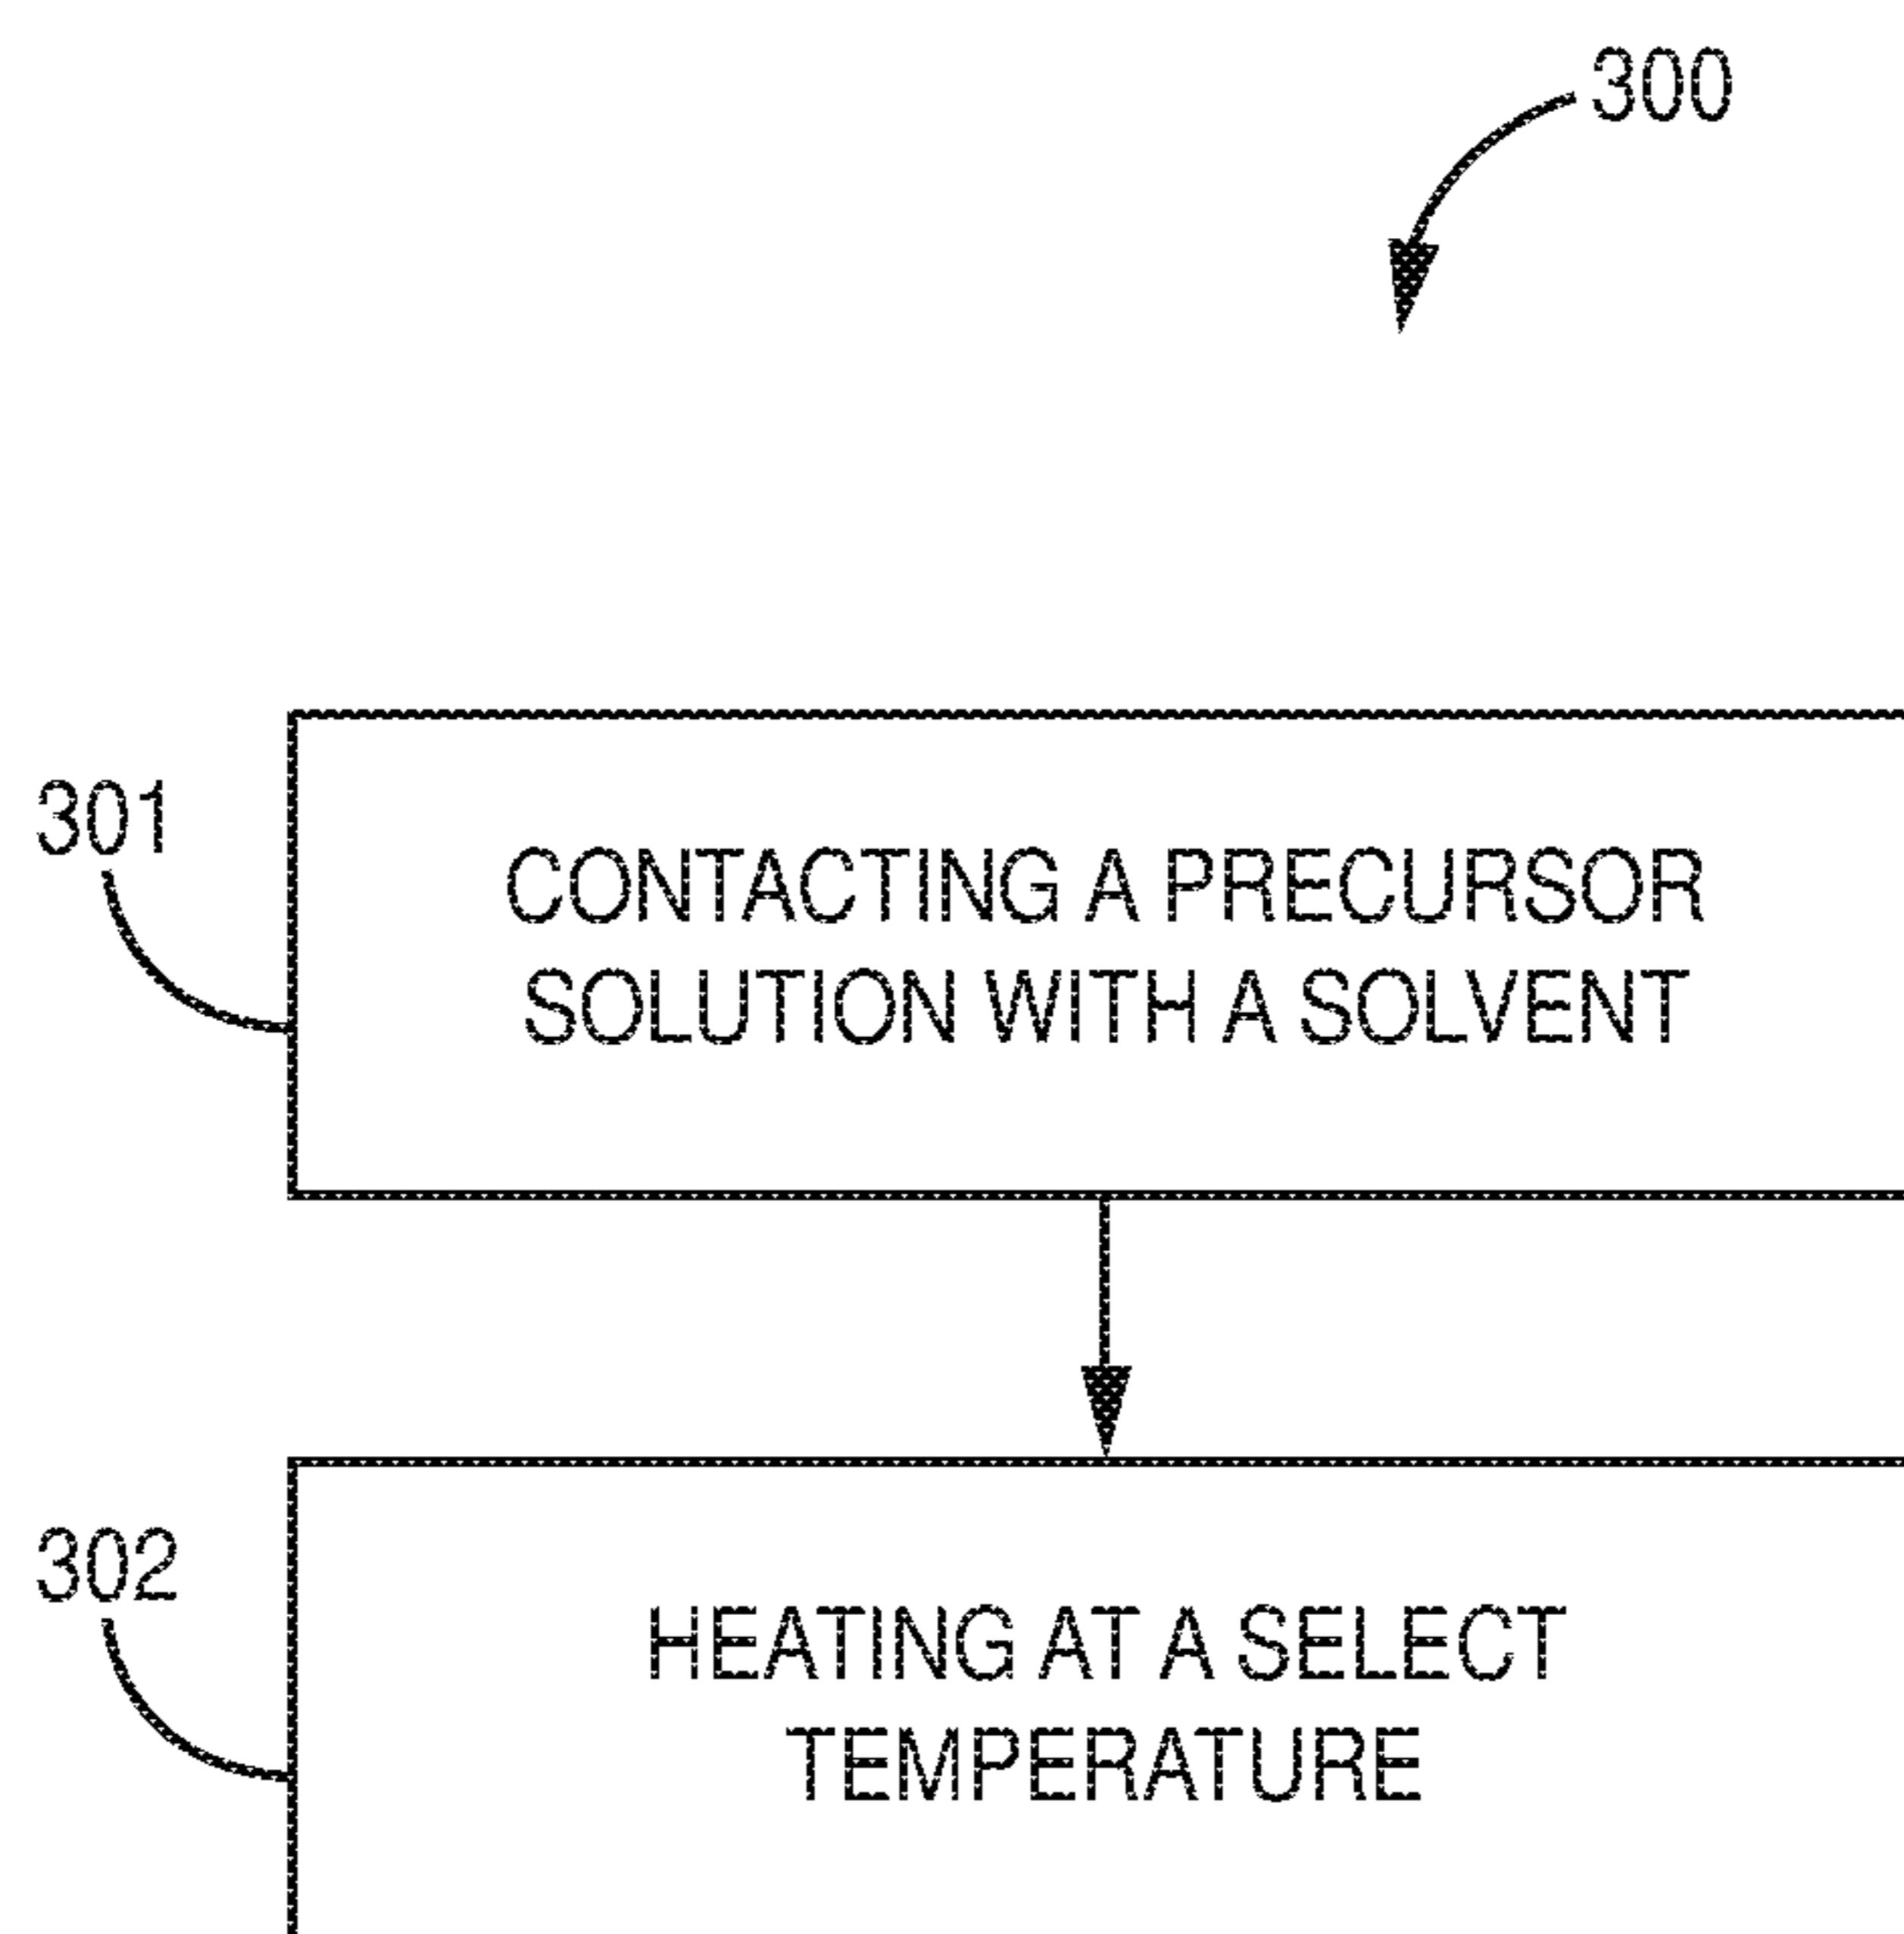 300
301
CONTACTING A PRECURSOR
SOLUTION WITH A SOLVENT
302
HEATING AT A SELECT
TEMPERATURE